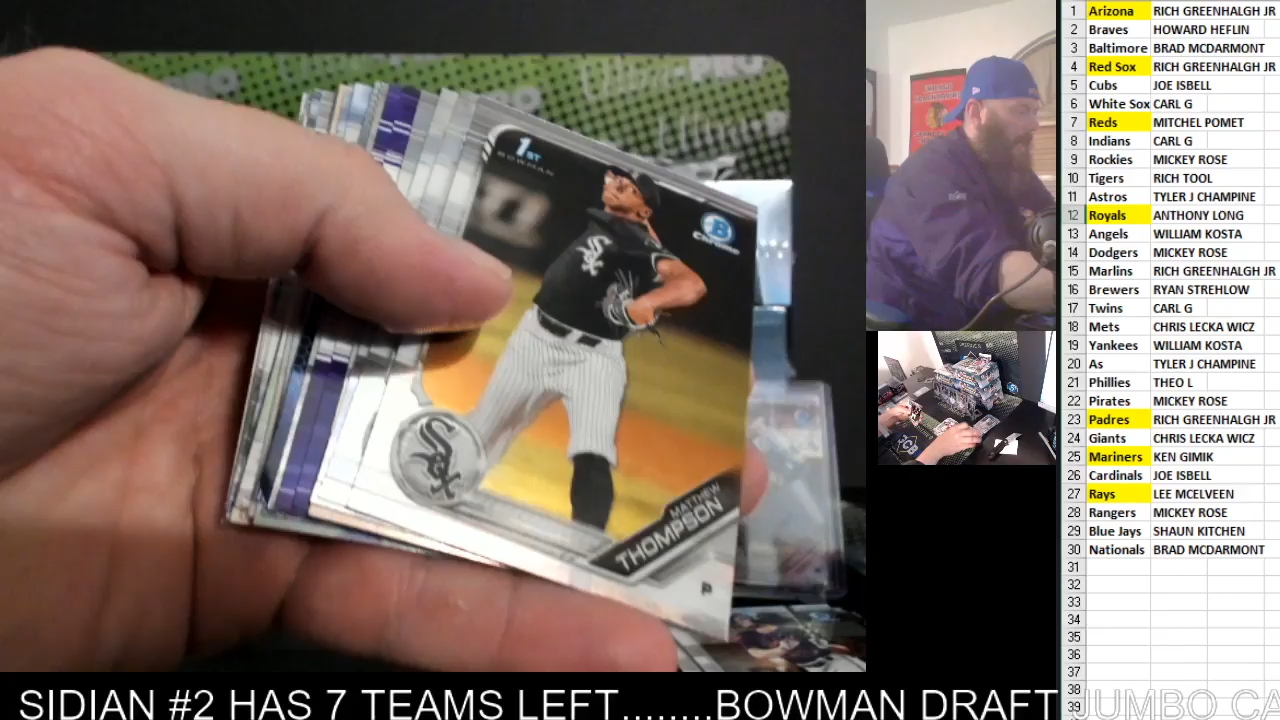 1ST
BOWMAN
B
Chrome
Sox
Sox
MATTHEW
THOMPSON
P
1 Arizona RICH GREENHALGH JR
2 Braves HOWARD HEFLIN
3 Baltimore BRAD MCDARMONT
4 Red Sox RICH GREENHALGH JR
5 Cubs JOE ISBELL
6 White Sox CARL G
7 Reds MITCHEL POMET
8 Indians CARL G
9 Rockies MICKEY ROSE
10 Tigers RICH TOOL
11 Astros TYLER J CHAMPINE
12 Royals ANTHONY LONG
13 Angels WILLIAM KOSTA
14 Dodgers MICKEY ROSE
15 Marlins RICH GREENHALGH JR
16 Brewers RYAN STREHLOW
17 Twins CARL G
18 Mets CHRIS LECKA WICZ
19 Yankees WILLIAM KOSTA
20 As TYLER J CHAMPINE
21 Phillies THEO L
22 Pirates MICKEY ROSE
23 Padres RICH GREENHALGH JR
24 Giants CHRIS LECKA WICZ
25 Mariners KEN GIMIK
26 Cardinals JOE ISBELL
27 Rays LEE MCELVEEN
28 Rangers MICKEY ROSE
29 Blue Jays SHAUN KITCHEN
30 Nationals BRAD MCDARMONT
31
32
33
34
35
36
37
38
39
SIDIAN #2 HAS 7 TEAMS LEFT........BOWMAN DRAFT JUMBO CA